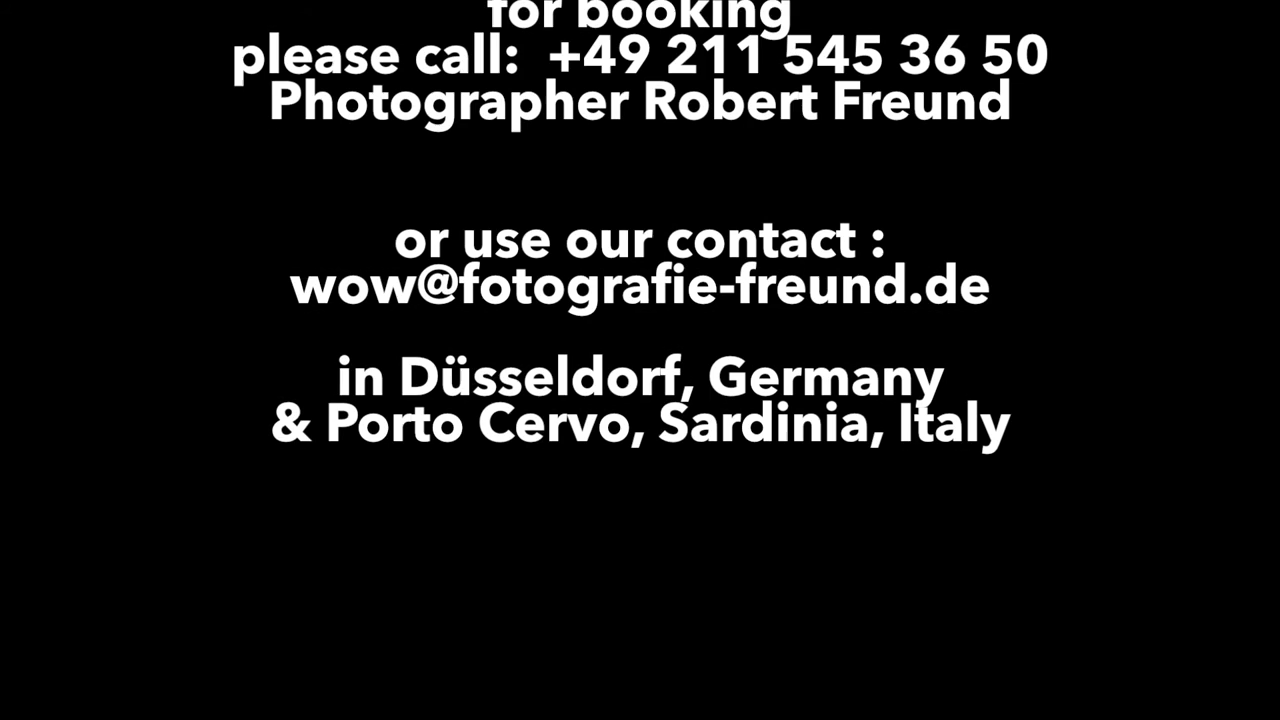 for booking
please call:  +49 211 545 36 50
Photographer Robert Freund
or use our contact :
wow@fotografie-freund.de
in Düsseldorf, Germany
& Porto Cervo, Sardinia, Italy